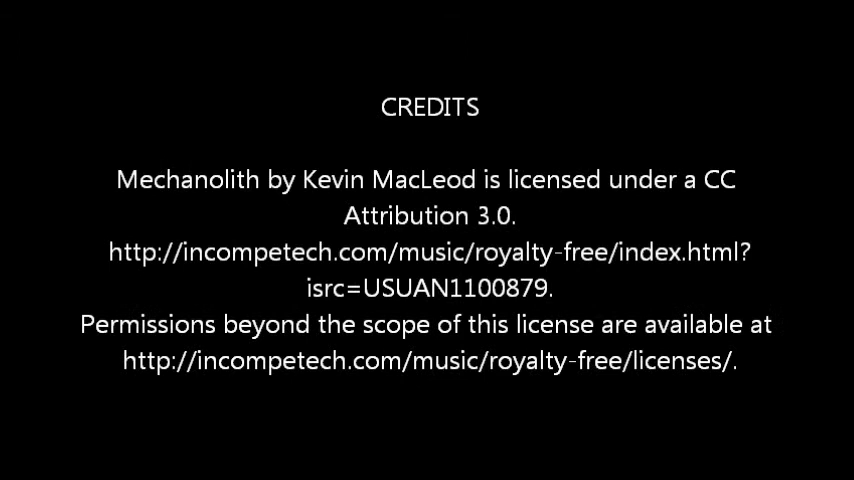 CREDITS
Mechanolith by Kevin MacLeod is licensed under a CC
Attribution 3.0.
http://incompetech.com/music/royalty-free/index.html?
isrc=USUAN1100879.
Permissions beyond the scope of this license are available at
http://incompetech.com/music/royalty-free/licenses/.